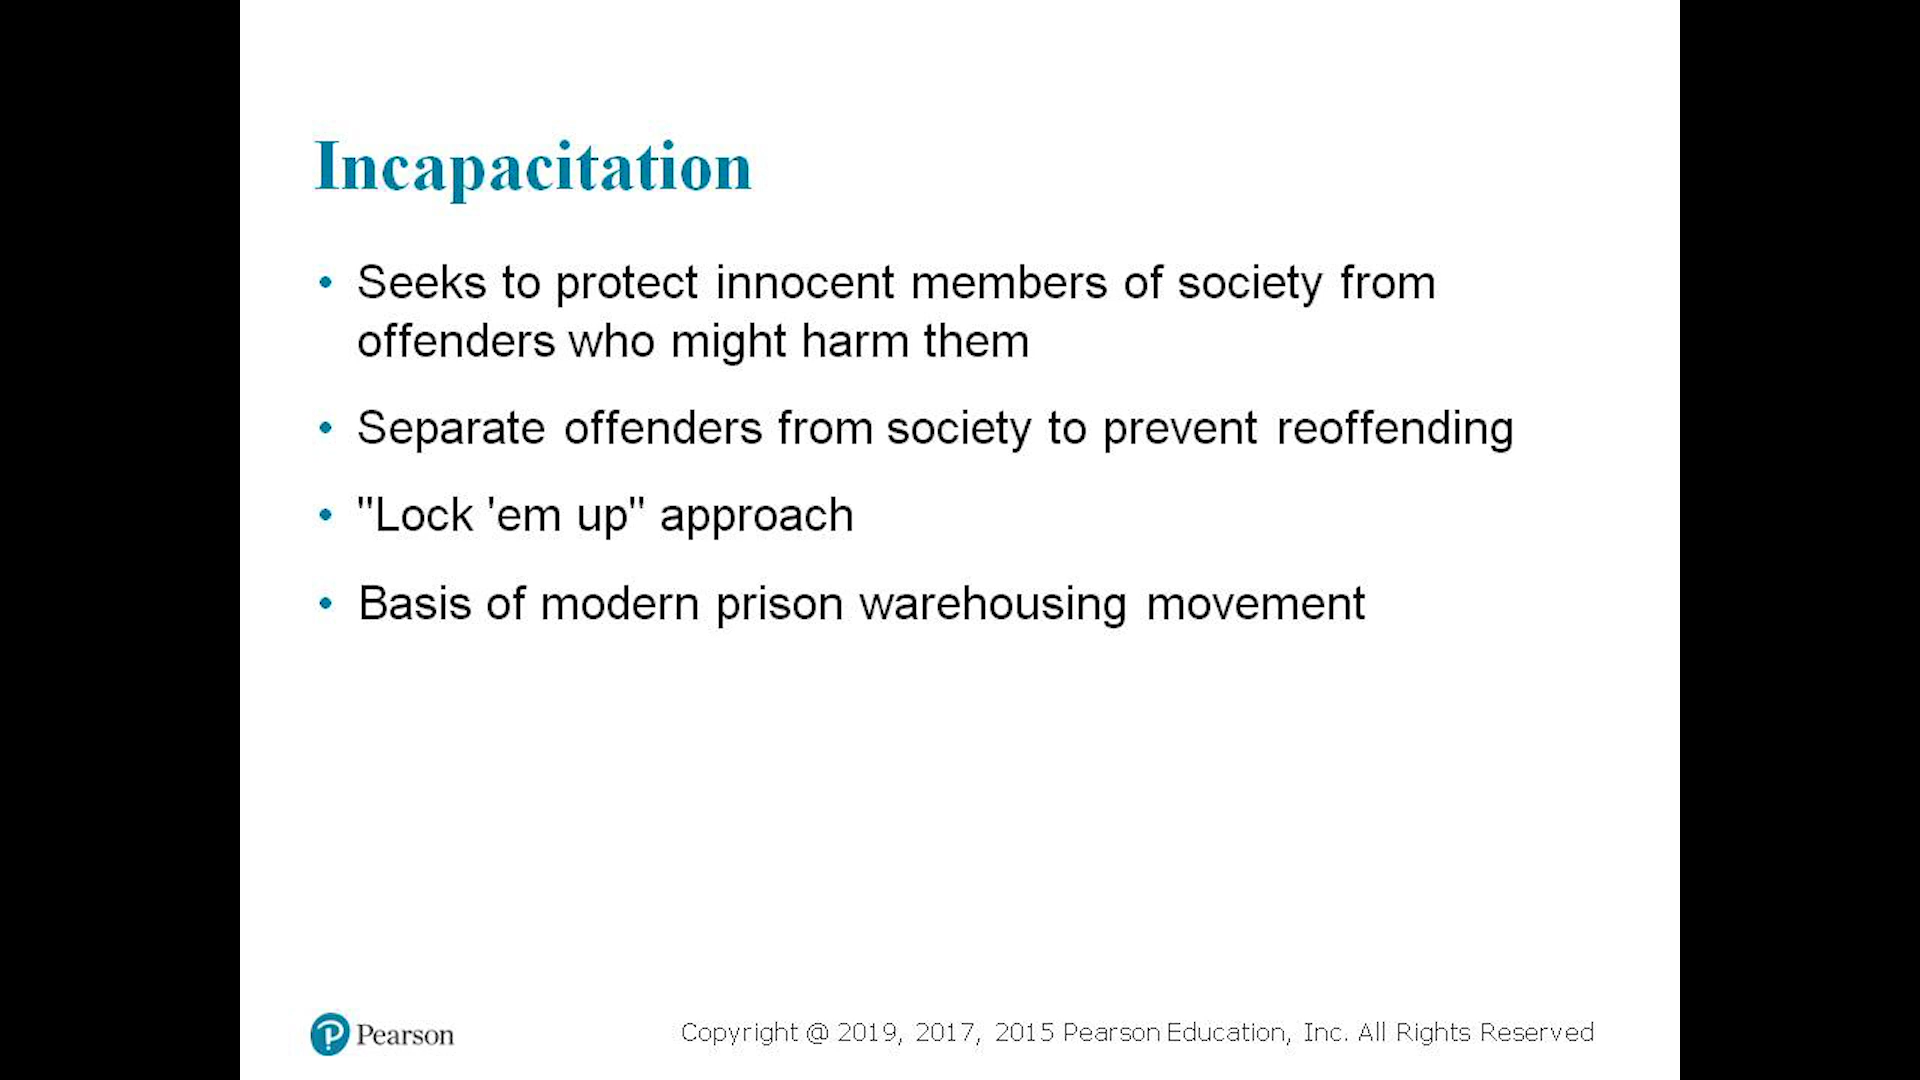 Incapacitation
• Seeks to protect innocent members of society from
offenders who might harm them
• Separate offenders from society to prevent reoffending
• "Lock 'em up" approach
• Basis of modern prison warehousing movement
Pearson
Copyright @ 2019, 2017, 2015 Pearson Education, Inc. All Rights Reserved